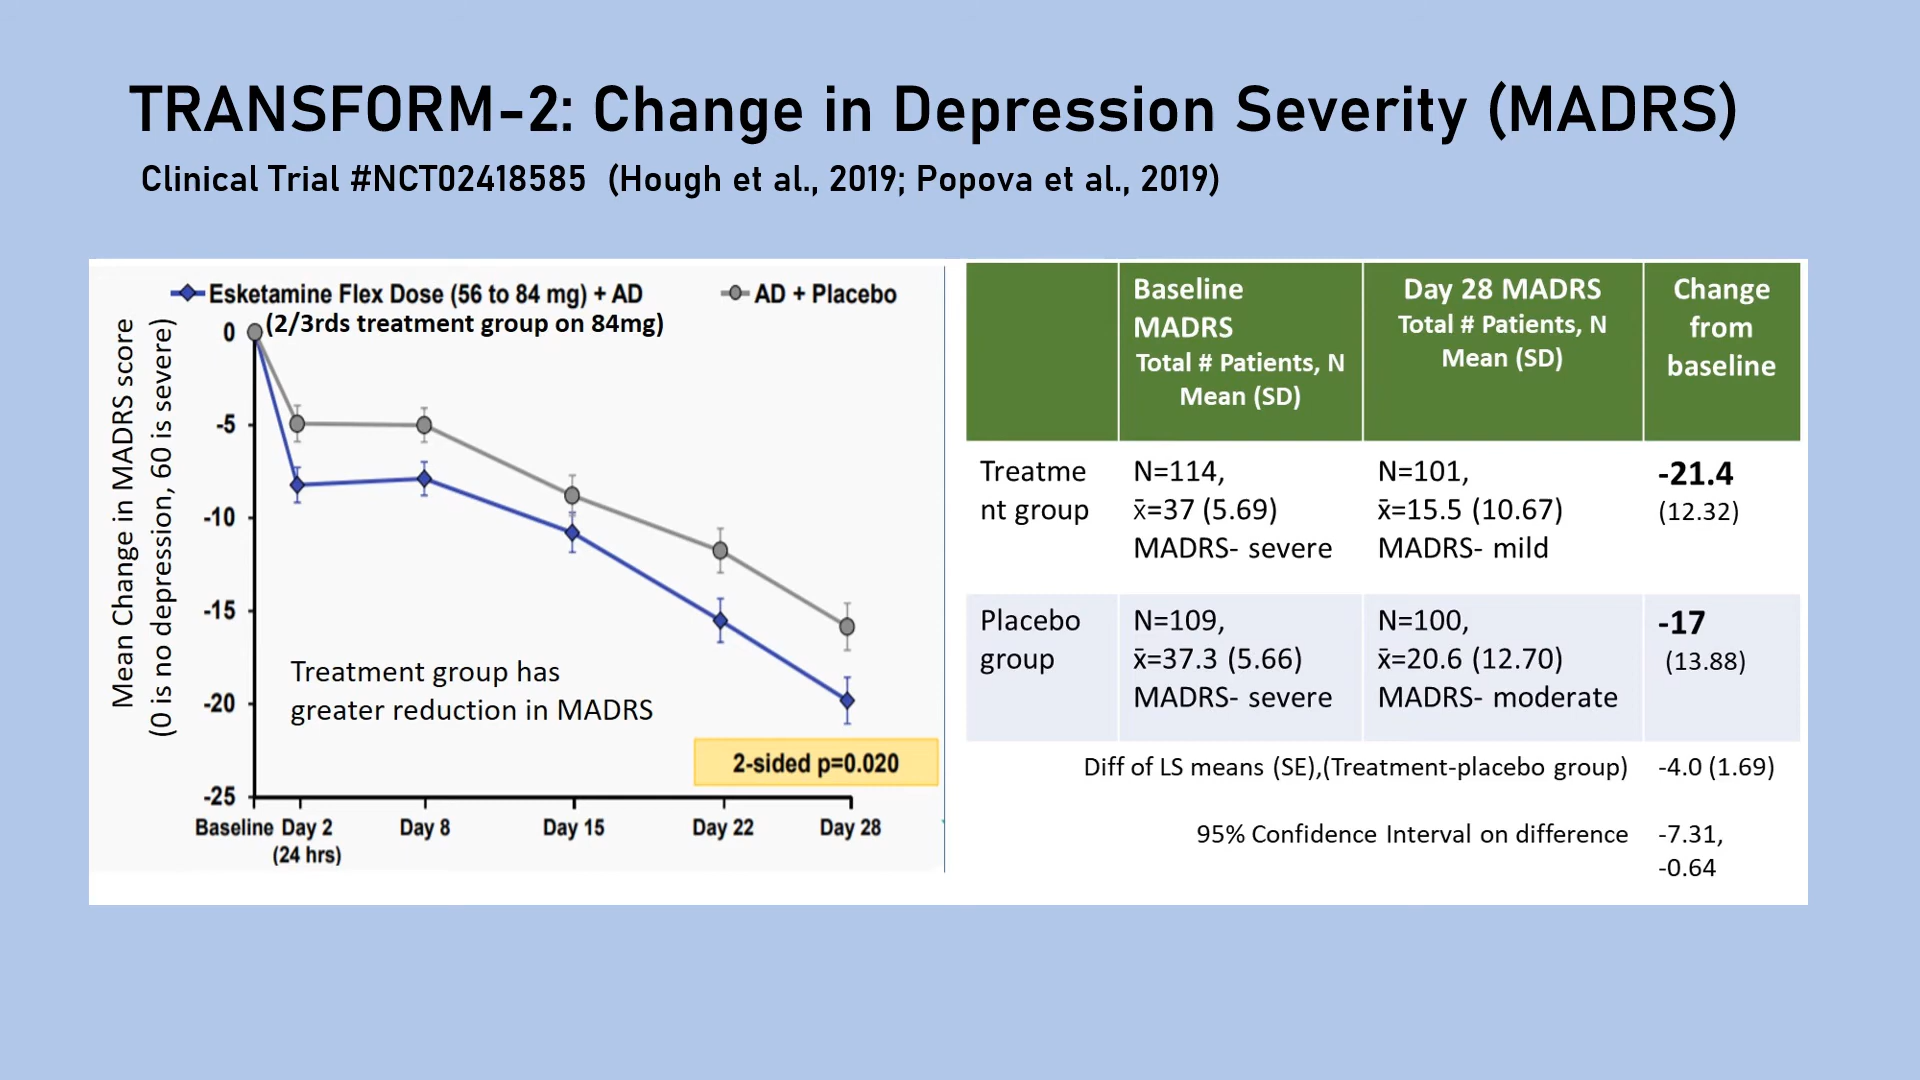 TRANSFORM-2: Change in Depression Severity (MADRS)
Clinical Trial #NCT02418585 (Hough et al., 2019; Popova et al., 2019)
Esketamine Flex Dose (56 to 84 mg) + AD
(2/3rds treatment group on 84mg)
AD + Placebo
Mean Change in MADRS score
(0 is no depression, 60 is severe)
0
-5
-10
-15
-20
-25
Treatment group has
greater reduction in MADRS
2-sided p=0.020
Baseline Day 2 Day 8 Day 15 Day 22 Day 28
(24 hrs)
Baseline
MADRS
Total # Patients, N
Mean (SD)
Day 28 MADRS
Total # Patients, N
Mean (SD)
Change
from
baseline
Treatme
nt group
N=114,
x̄=37 (5.69)
MADRS- severe
N=101,
x̄=15.5 (10.67)
MADRS- mild
-21.4
(12.32)
Placebo
group
N=109,
x̄=37.3 (5.66)
MADRS- severe
N=100,
x̄=20.6 (12.70)
MADRS- moderate
-17
(13.88)
Diff of LS means (SE),(Treatment-placebo group)
-4.0 (1.69)
95% Confidence Interval on difference
-7.31,
-0.64